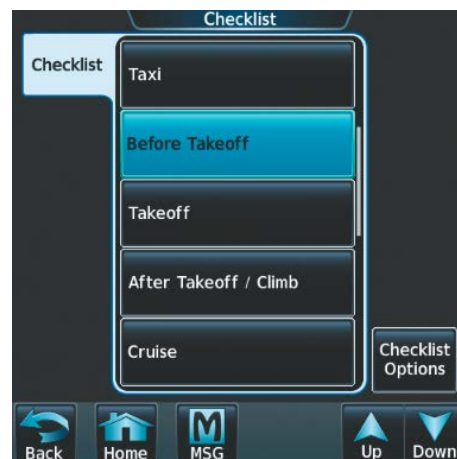 Checklist
Checklist
Taxi
Before Takeoff
Takeoff
After Takeoff / Climb
Cruise
Checklist
Options
Back
Home
M
MSG
Up
Down